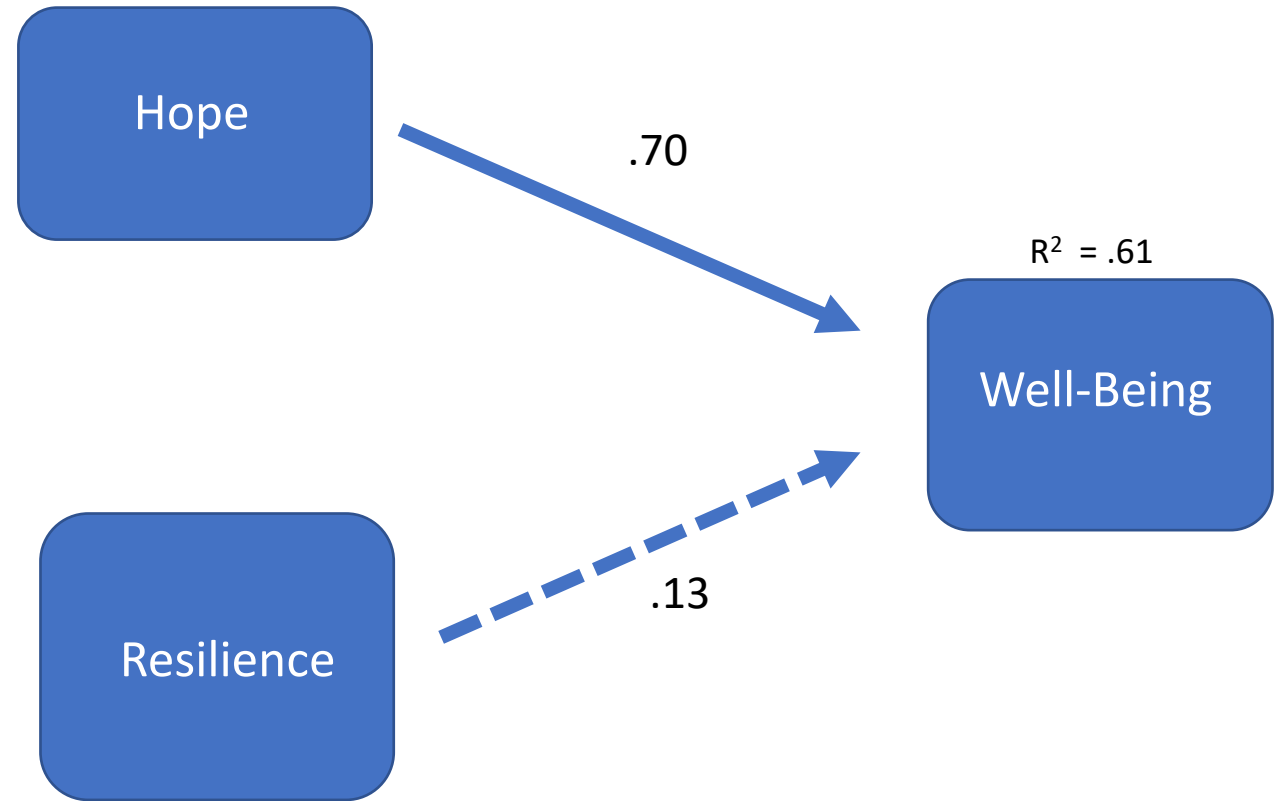 Hope
.70
R² = .61
Well-Being
.13
Resilience